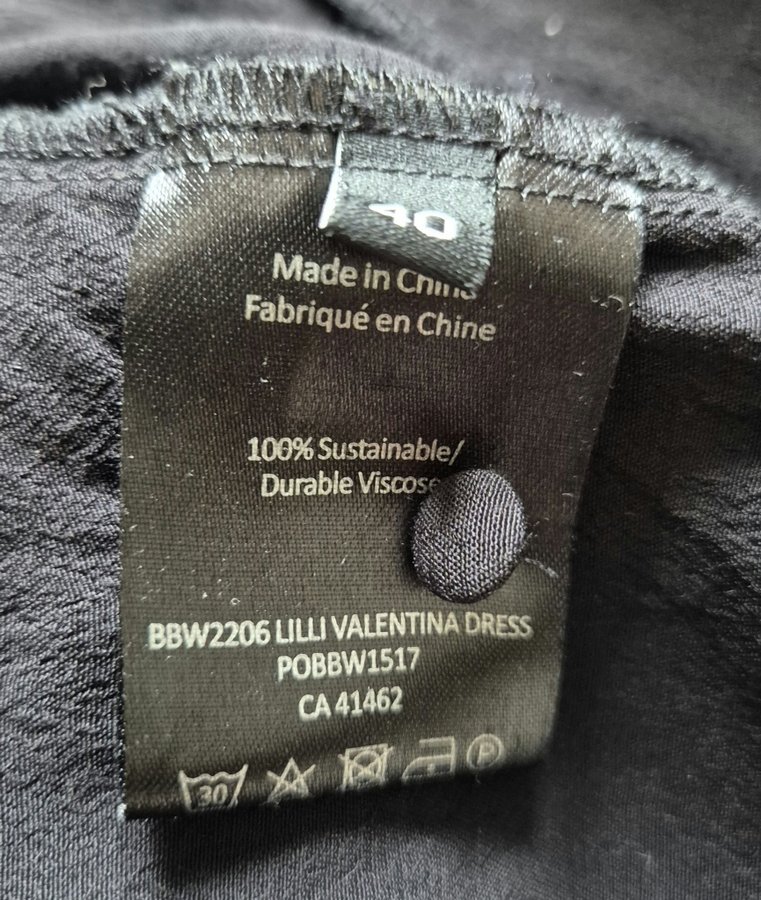 40
Made in China
Fabriqué en Chine
100% Sustainable/
Durable Viscose
BBW2206 LILLI VALENTINA DRESS
POBBW1517
CA 41462
30
P